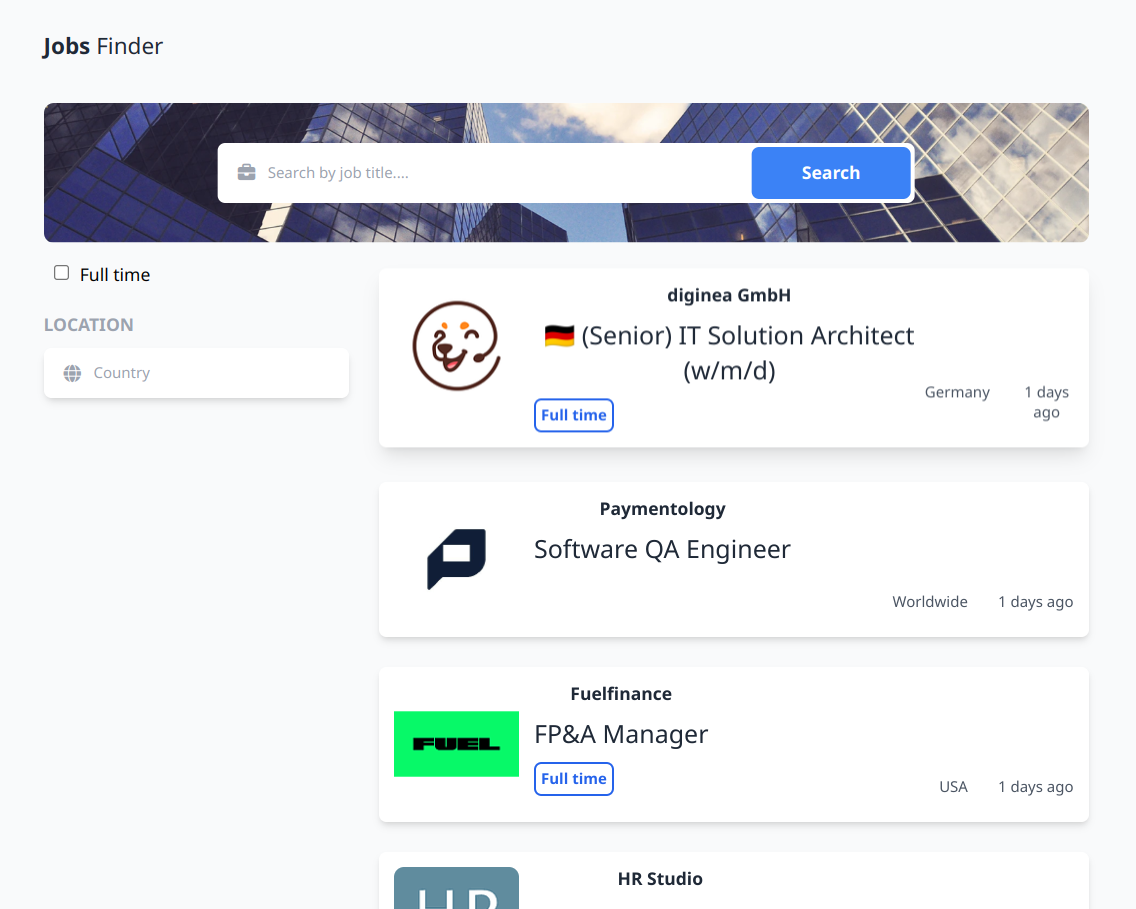 Jobs Finder
Search by job title....
Search
Full time
LOCATION
Country
diginea GmbH
🇩🇪 (Senior) IT Solution Architect
(w/m/d)
Full time
Germany
1 days
ago
Paymentology
Software QA Engineer
Worldwide
1 days ago
Fuelfinance
FUEL
FP&A Manager
Full time
USA
1 days ago
HR Studio
HR